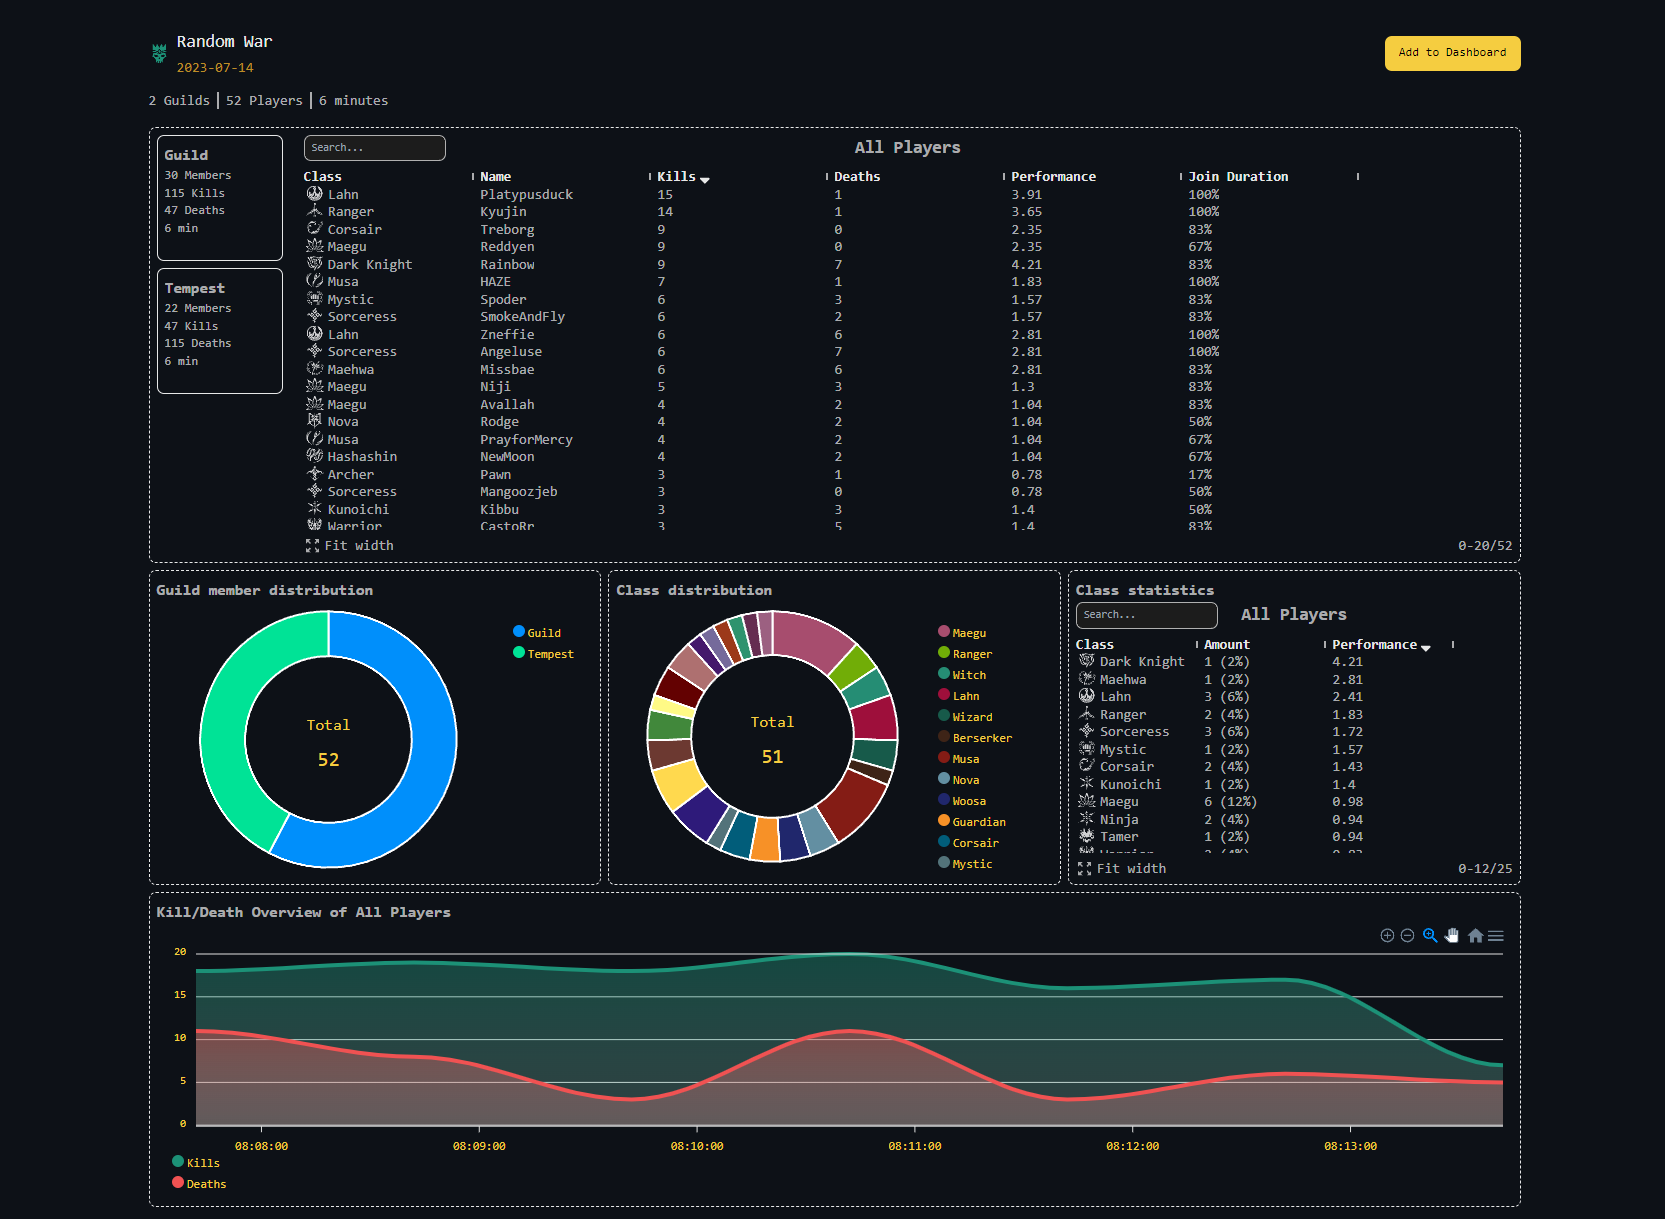 Random War
2023-07-14
Add to Dashboard
2 Guilds | 52 Players | 6 minutes
Guild
30 Members
115 Kills
47 Deaths
6 min
Tempest
22 Members
47 Kills
115 Deaths
6 min
Search...
All Players
Class Name Kills Deaths Performance Join Duration
Lahn Platypusduck 15 1 3.91 100%
Ranger Kyujin 14 1 3.65 100%
Corsair Treborg 9 0 2.35 83%
Maegu Reddyen 9 0 2.35 67%
Dark Knight Rainbow 9 7 4.21 83%
Musa HAZE 7 1 1.83 100%
Mystic Spoder 6 3 1.57 83%
Sorceress SmokeAndFly 6 2 1.57 83%
Lahn Zneffie 6 6 2.81 100%
Sorceress Angeluse 6 7 2.81 100%
Maehwa Missbae 6 6 2.81 83%
Maegu Niji 5 3 1.3 83%
Maegu Avallah 4 2 1.04 83%
Nova Rodge 4 2 1.04 50%
Musa PrayforMercy 4 2 1.04 67%
Hashashin NewMoon 4 2 1.04 67%
Archer Pawn 3 1 0.78 17%
Sorceress Mangoozjeb 3 0 0.78 50%
Kunoichi Kibbu 3 3 1.4 50%
Warrior CastoRr 3 5 1.4 83%
Fit width
0-20/52
Guild member distribution
Total
52
Guild
Tempest
Class distribution
Total
51
Maegu
Ranger
Witch
Lahn
Wizard
Berserker
Musa
Nova
Woosa
Guardian
Corsair
Mystic
Class statistics
Search...
All Players
Class Amount Performance
Dark Knight 1 (2%) 4.21
Maehwa 1 (2%) 2.81
Lahn 3 (6%) 2.41
Ranger 2 (4%) 1.83
Sorceress 3 (6%) 1.72
Mystic 1 (2%) 1.57
Corsair 2 (4%) 1.43
Kunoichi 1 (2%) 1.4
Maegu 6 (12%) 0.98
Ninja 2 (4%) 0.94
Tamer 1 (2%) 0.94
Fit width
0-12/25
Kill/Death Overview of All Players
20
15
10
5
0
08:08:00 08:09:00 08:10:00 08:11:00 08:12:00 08:13:00
Kills
Deaths